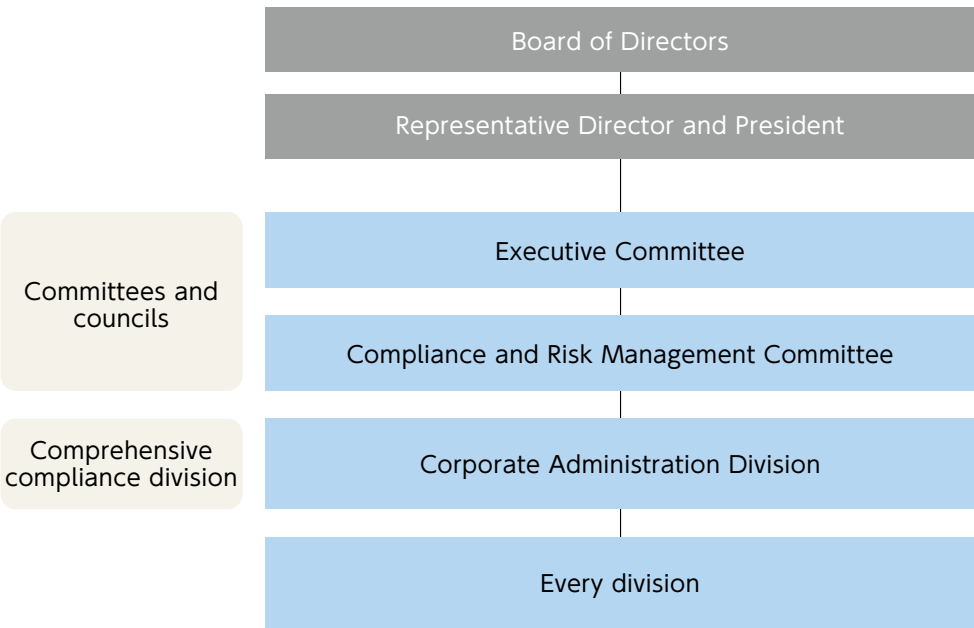 Board of Directors
Representative Director and President
Committees and
councils
Executive Committee
Compliance and Risk Management Committee
Comprehensive
compliance division
Corporate Administration Division
Every division